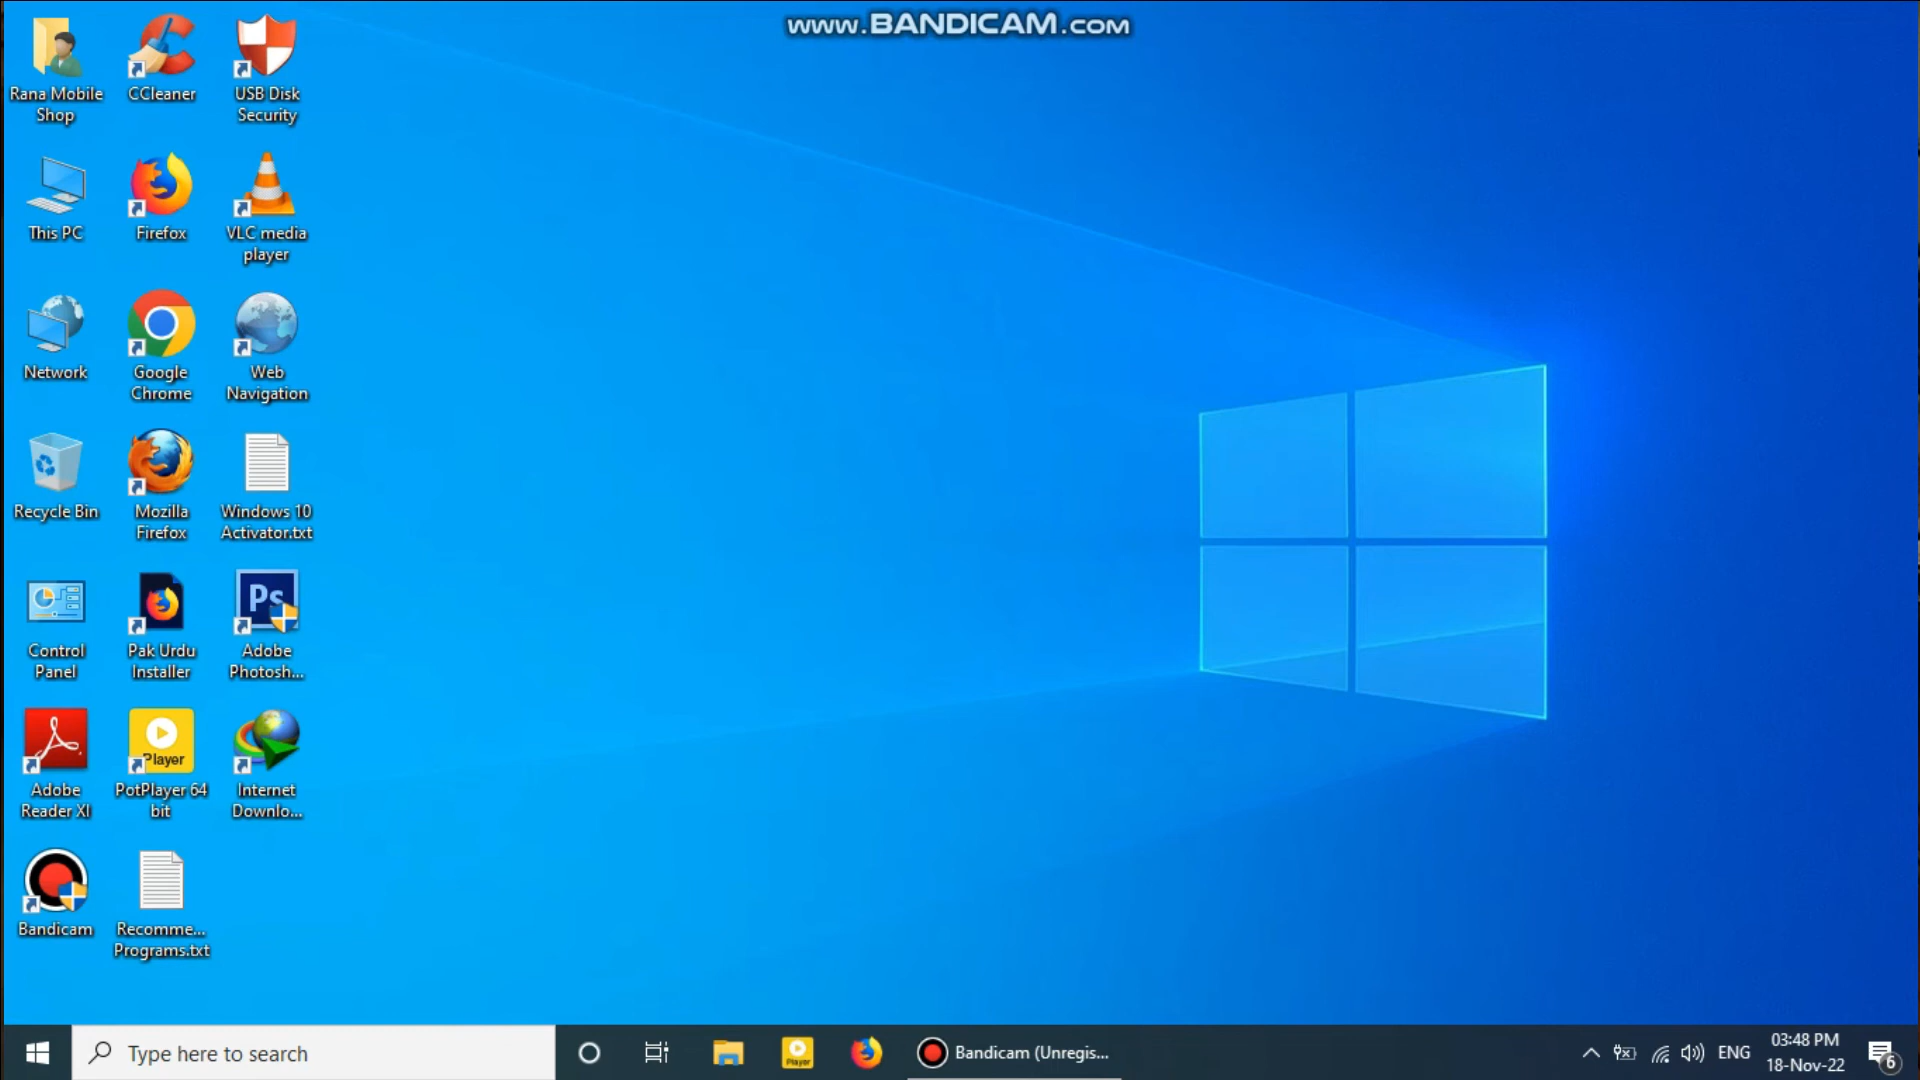 www.BANDICAM.com
Rana Mobile
Shop
CCleaner
USB Disk
Security
This PC
Firefox
VLC media
player
Network
Google
Chrome
Web
Navigation
Recycle Bin
Mozilla
Firefox
Windows 10
Activator.txt
Control
Panel
Pak Urdu
Installer
Ps
Adobe
Photosh...
Adobe
Reader XI
Player
PotPlayer 64
bit
Internet
Downlo...
Bandicam
Recomme...
Programs.txt
Type here to search
Player
Bandicam (Unregis...
ENG
03:48 PM
18-Nov-22
6